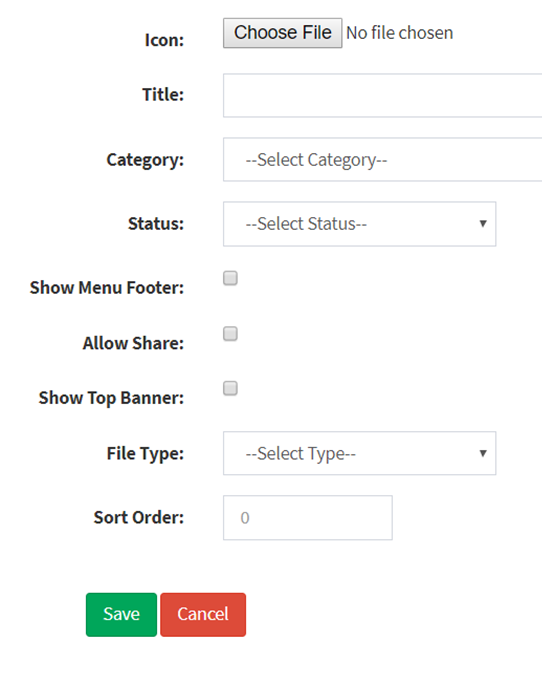 Icon: Choose File No file chosen
Title:
Category: --Select Category--
Status: --Select Status--
Show Menu Footer:
Allow Share:
Show Top Banner:
File Type: --Select Type--
Sort Order: 0
Save Cancel